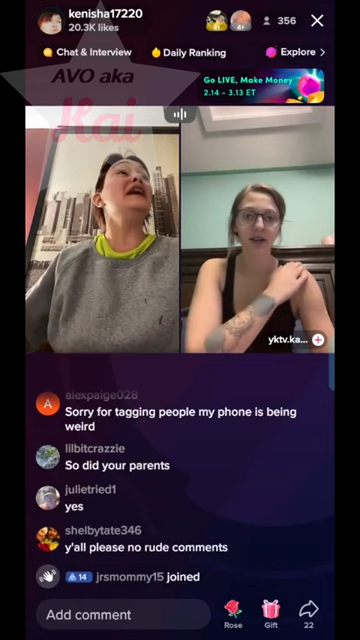 kenisha17220
20.3K likes
4+
356
Chat & Interview
Daily Ranking
Explore >
AVO aka
Kai
Go LIVE, Make Money
2.14 - 3.13 ET
yktv.ka...
alexpaige028
A
Sorry for tagging people my phone is being
weird
lilbitcrazzie
So did your parents
julietried1
yes
shelbytate346
y'all please no rude comments
14 jrsmommy15 joined
Add comment
Rose
Gift
22